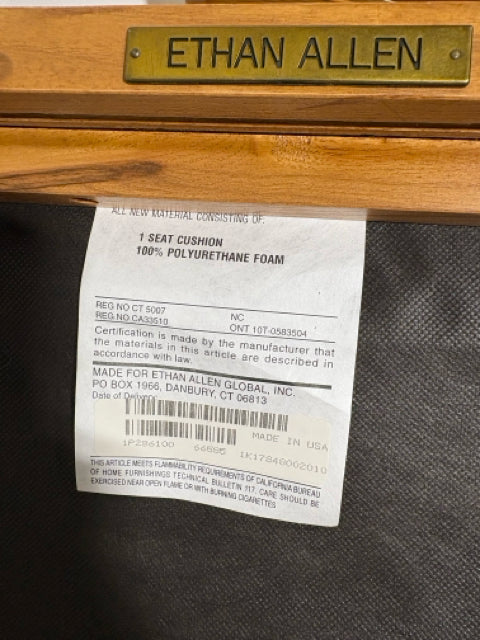 ETHAN ALLEN
ALL NEW MATERIAL CONSISTING OF:
1 SEAT CUSHION
100% POLYURETHANE FOAM
REG NO CT 5007 NC
REG NO.CA33510 ONT 10T-0583504
Certification is made by the manufacturer that
the materials in this article are described in
accordance with law.
MADE FOR ETHAN ALLEN GLOBAL, INC.
PO BOX 1966, DANBURY, CT 06813
Date of Delivery
MADE IN USA
1P286100 66585 1K17848002010
THIS ARTICLE MEETS FLAMMABILITY REQUIREMENTS OF CALIFORNIA BUREAU
OF HOME FURNISHINGS TECHNICAL BULLETIN 117. CARE SHOULD BE
EXERCISED NEAR OPEN FLAME OR WITH BURNING CIGARETTES